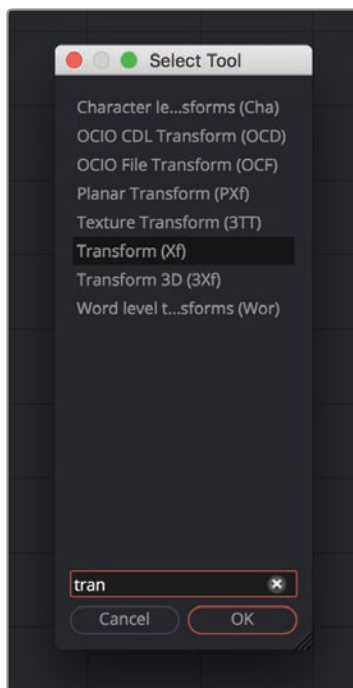 Select Tool
Character le...sforms (Cha)
OCIO CDL Transform (OCD)
OCIO File Transform (OCF)
Planar Transform (PXf)
Texture Transform (3TT)
Transform (Xf)
Transform 3D (3Xf)
Word level t...sforms (Wor)
tran
Cancel OK